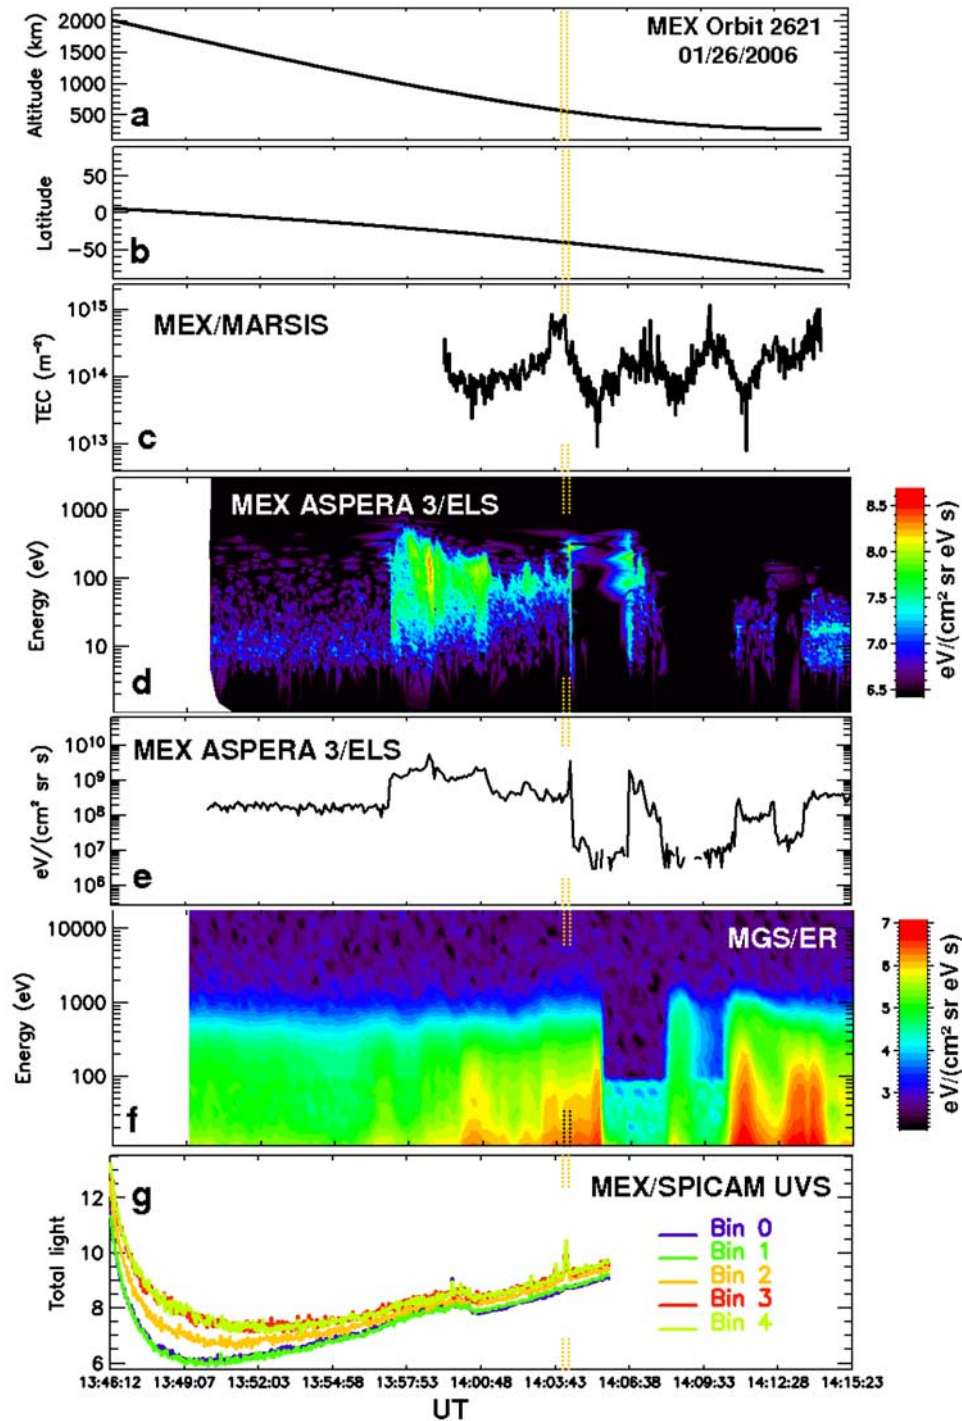 MEX Orbit 2621
01/26/2006
Altitude (km)
2000
1500
1000
500
a
Latitude
50
0
−50
b
MEX/MARSIS
TEC (m⁻²)
10¹⁵
10¹⁴
10¹³
c
MEX ASPERA 3/ELS
Energy (eV)
1000
100
10
d
8.5
8.0
7.5
7.0
6.5
eV/(cm² sr eV s)
MEX ASPERA 3/ELS
eV/(cm² sr s)
10¹⁰
10⁹
10⁸
10⁷
10⁶
e
MGS/ER
Energy (eV)
10000
1000
100
f
7
6
5
4
3
eV/(cm² sr eV s)
g
MEX/SPICAM UVS
Total light
12
10
8
6
Bin 0
Bin 1
Bin 2
Bin 3
Bin 4
13:46:12 13:49:07 13:52:03 13:54:58 13:57:53 14:00:48 14:03:43 14:06:38 14:09:33 14:12:28 14:15:23
UT